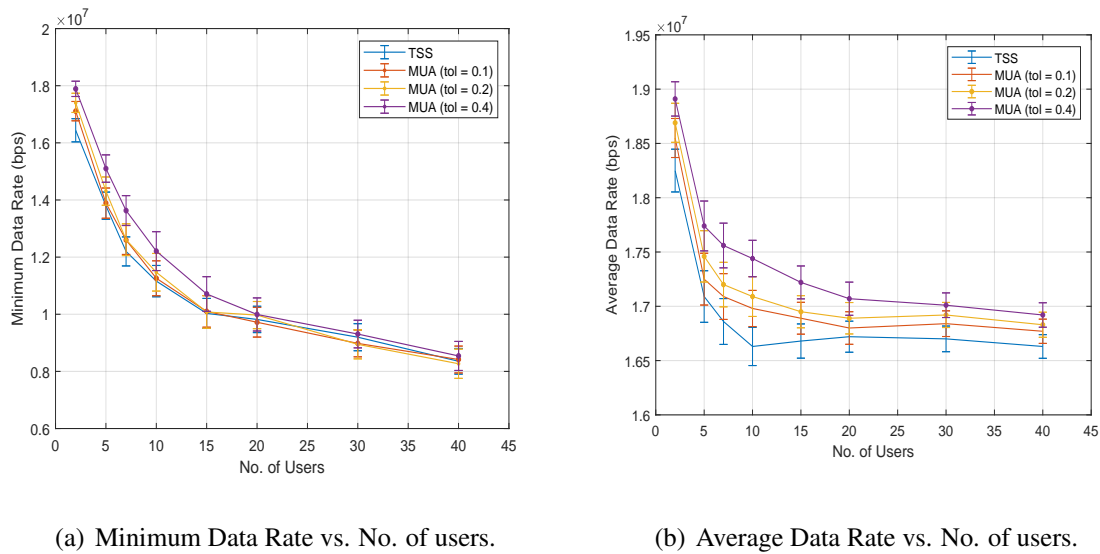 ×10⁷
2
1.8
1.6
1.4
1.2
1
0.8
0.6
Minimum Data Rate (bps)
0 5 10 15 20 25 30 35 40 45
No. of Users
TSS
MUA (tol = 0.1)
MUA (tol = 0.2)
MUA (tol = 0.4)
(a) Minimum Data Rate vs. No. of users.
×10⁷
1.95
1.9
1.85
1.8
1.75
1.7
1.65
1.6
Average Data Rate (bps)
0 5 10 15 20 25 30 35 40 45
No. of Users
TSS
MUA (tol = 0.1)
MUA (tol = 0.2)
MUA (tol = 0.4)
(b) Average Data Rate vs. No. of users.